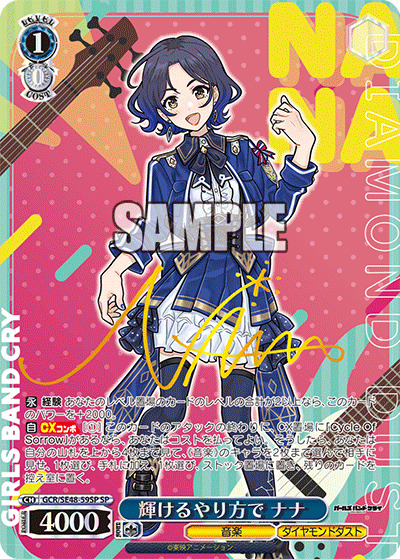 レベル
1
0
COST
NA
NA
DIAMOND DUST
GIRLS BAND CRY
SAMPLE
永 経験 あなたのレベル置場のカードのレベルの合計が2以上なら、このカード
のパワーを+2000。
自 CXコンボ [①] このカードのアタックの終わりに、CX置場に「Cycle Of
Sorrow」があるなら、あなたはコストを払ってよい。そうしたら、あなたは
自分の山札を上から4枚まで見て、《音楽》のキャラを2枚まで選んで相手に
見せ、1枚選び、手札に加え、1枚選び、ストック置場に置き、残りのカードを
控え室に置く。
CH GCR/SE48-59SP SP
4000
輝けるやり方で ナナ
ガールズバンドクライ
音楽
ダイヤモンドダスト
©東映アニメーション